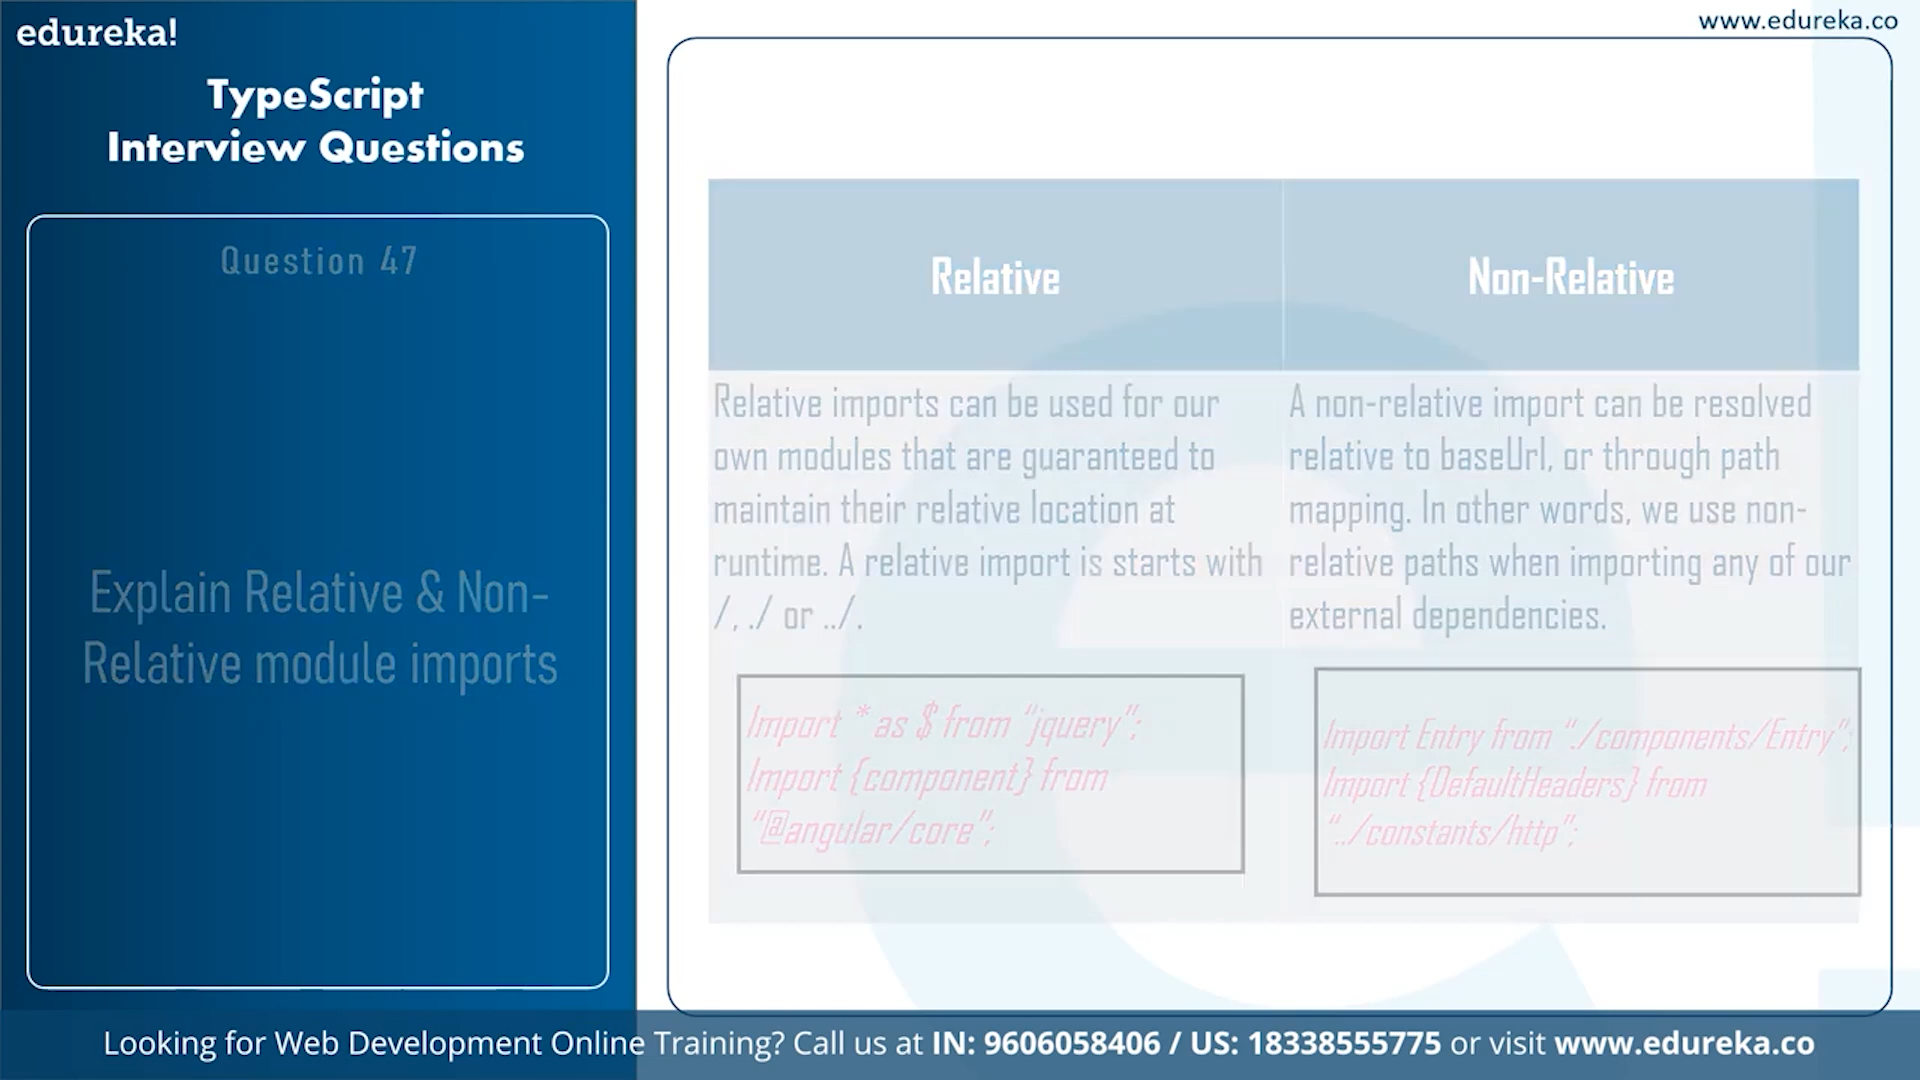 edureka!
www.edureka.co
TypeScript
Interview Questions
Question 47
Explain Relative & Non-
Relative module imports
Relative
Non-Relative
Relative imports can be used for our
own modules that are guaranteed to
maintain their relative location at
runtime. A relative import is starts with
/, ./ or ../.
A non-relative import can be resolved
relative to baseUrl, or through path
mapping. In other words, we use non-
relative paths when importing any of our
external dependencies.
Import * as $ from "jquery";
Import {component} from
"@angular/core";
Import Entry from "./components/Entry";
Import {DefaultHeaders} from
"../constants/http";
Looking for Web Development Online Training? Call us at IN: 9606058406 / US: 18338555775 or visit www.edureka.co